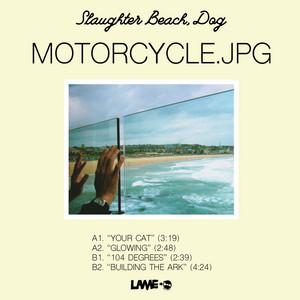 Slaughter Beach, Dog
MOTORCYCLE.JPG
A1. "YOUR CAT" (3:19)
A2. "GLOWING" (2:48)
B1. "104 DEGREES" (2:39)
B2. "BUILDING THE ARK" (4:24)
LAME-O